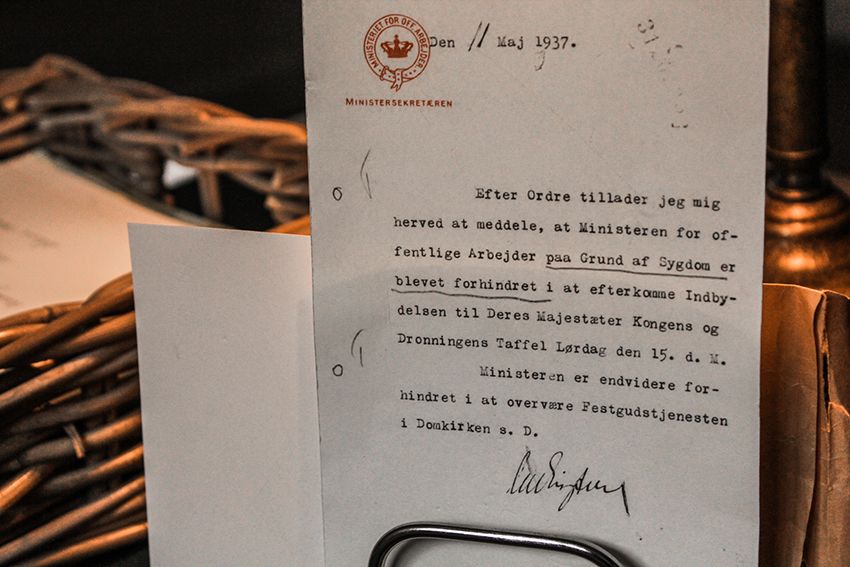 MINISTERIET FOR OFF. ARBEJDER.
Den 11 Maj 1937.
MINISTERSEKRETÆREN
Efter Ordre tillader jeg mig
herved at meddele, at Ministeren for of-
fentlige Arbejder paa Grund af Sygdom er
blevet forhindret i at efterkomme Indby-
delsen til Deres Majestæter Kongens og
Dronningens Taffel Lørdag den 15. d. M.
Ministeren er endvidere for-
hindret i at overvære Festgudstjenesten
i Domkirken s. D.